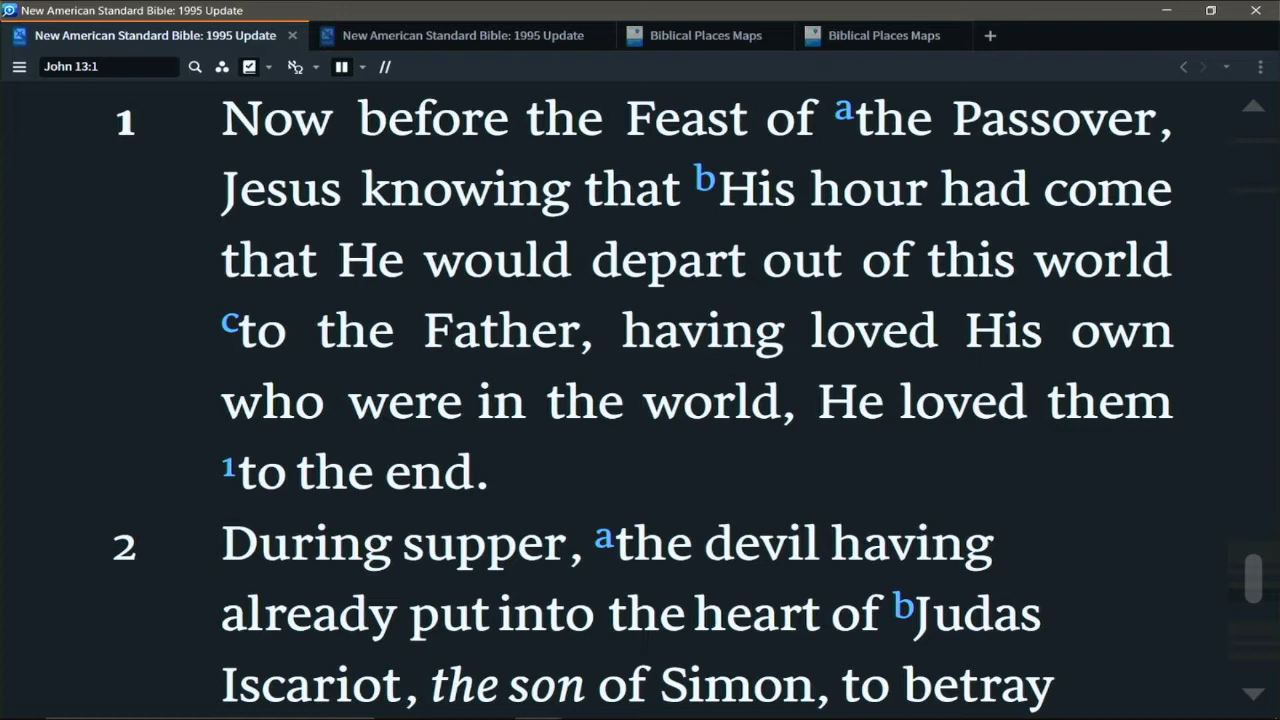 New American Standard Bible: 1995 Update
New American Standard Bible: 1995 Update New American Standard Bible: 1995 Update Biblical Places Maps Biblical Places Maps
John 13:1
1 Now before the Feast of athe Passover,
Jesus knowing that bHis hour had come
that He would depart out of this world
cto the Father, having loved His own
who were in the world, He loved them
1to the end.
2 During supper, athe devil having
already put into the heart of bJudas
Iscariot, the son of Simon, to betray